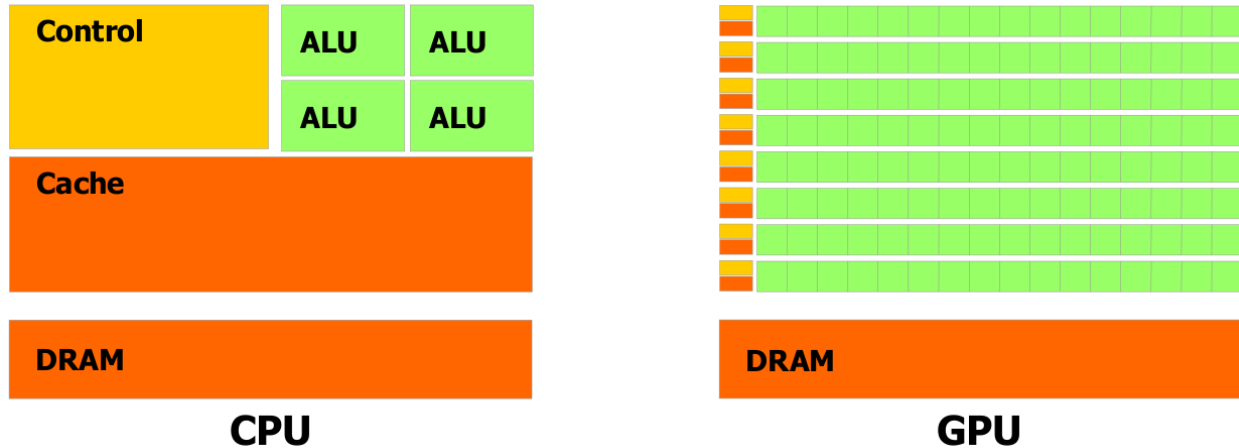 Control
ALU
ALU
ALU
ALU
Cache
DRAM
CPU
DRAM
GPU